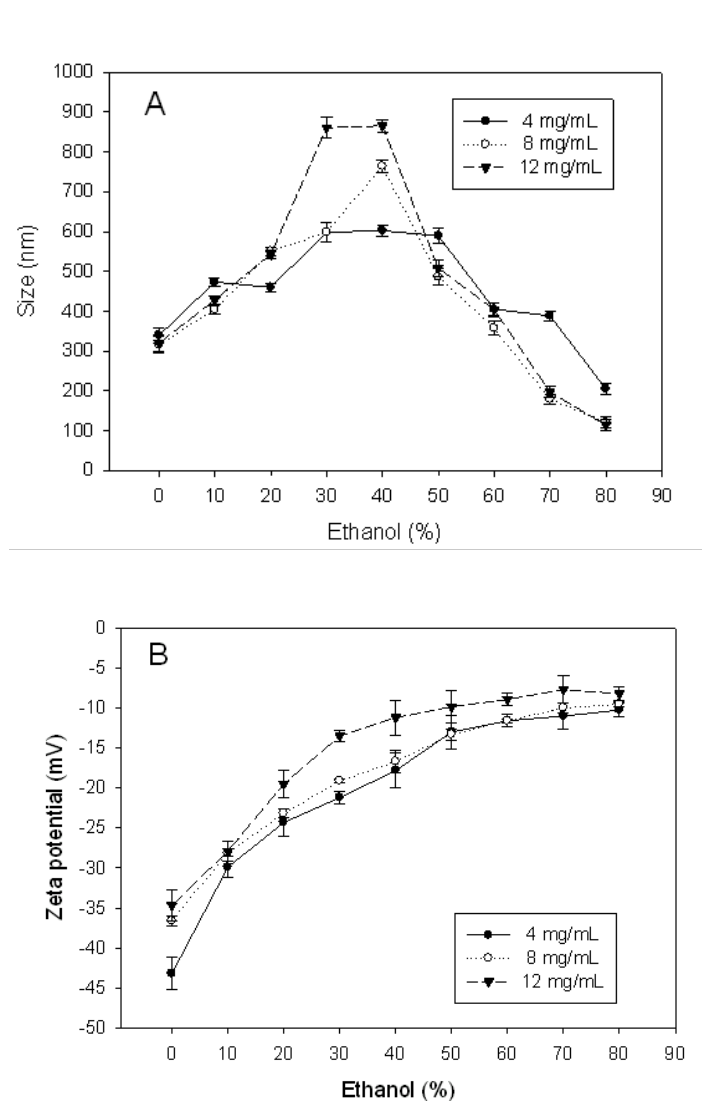 1000
A
900
4 mg/mL
8 mg/mL
800
12 mg/mL
700
600
500
400
300
200
100
0
Size (nm)
0 10 20 30 40 50 60 70 80 90
Ethanol (%)
0
B
-5
-10
-15
-20
-25
-30
-35
4 mg/mL
-40
8 mg/mL
12 mg/mL
-45
-50
Zeta potential (mV)
0 10 20 30 40 50 60 70 80 90
Ethanol (%)